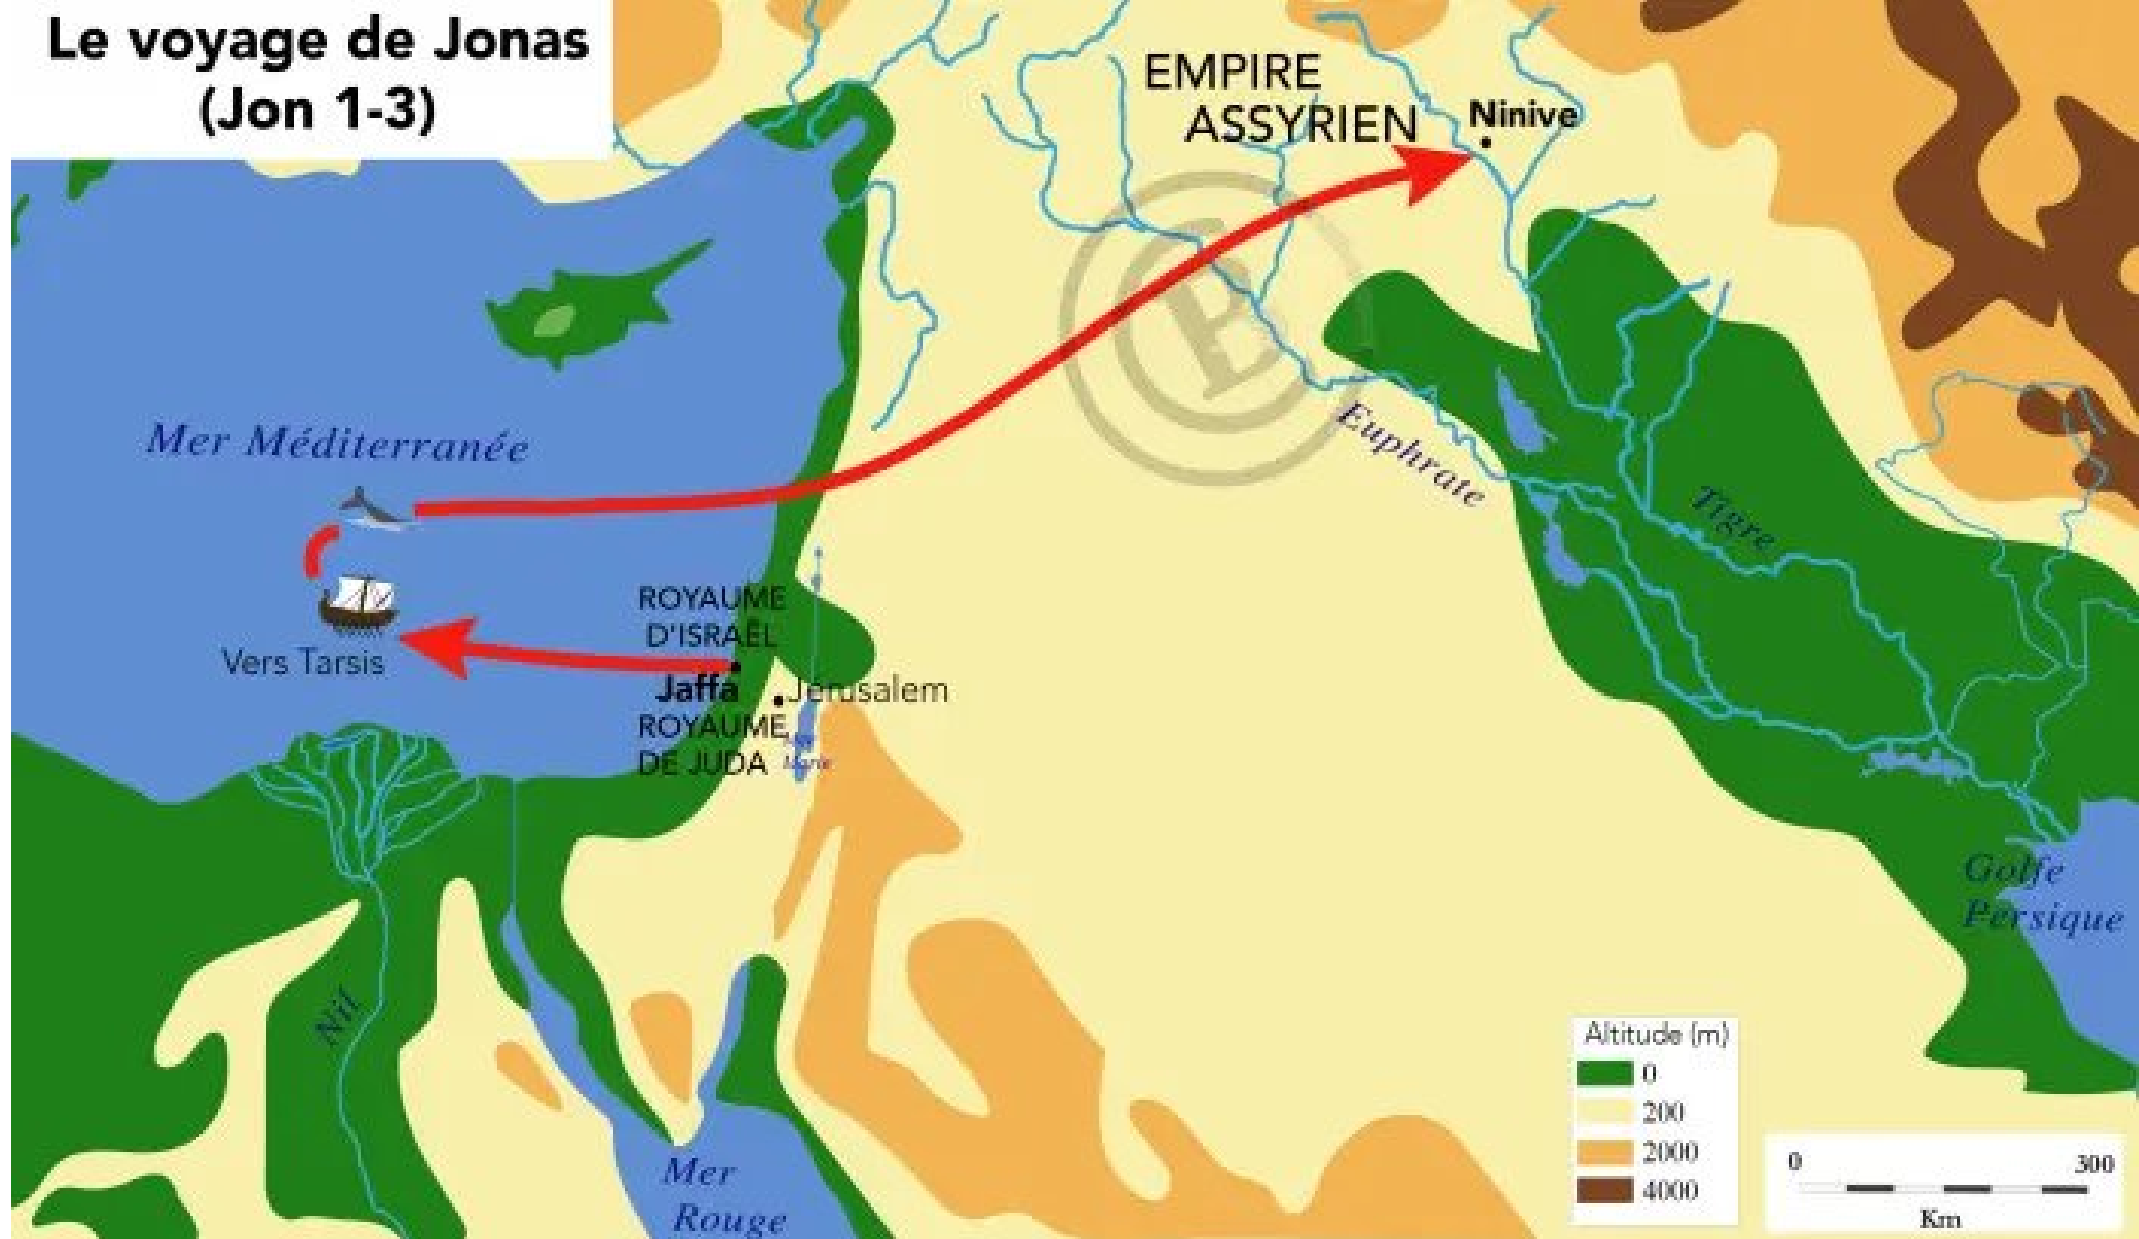 Le voyage de Jonas
(Jon 1-3)
EMPIRE
ASSYRIEN
Ninive
Mer Méditerranée
Euphrate
Tigre
ROYAUME
D'ISRAËL
Vers Tarsis
Jaffa
Jérusalem
ROYAUME
DE JUDA
Morte
Golfe
Persique
Nil
Mer
Rouge
Altitude (m)
0
200
2000
4000
0 300
Km